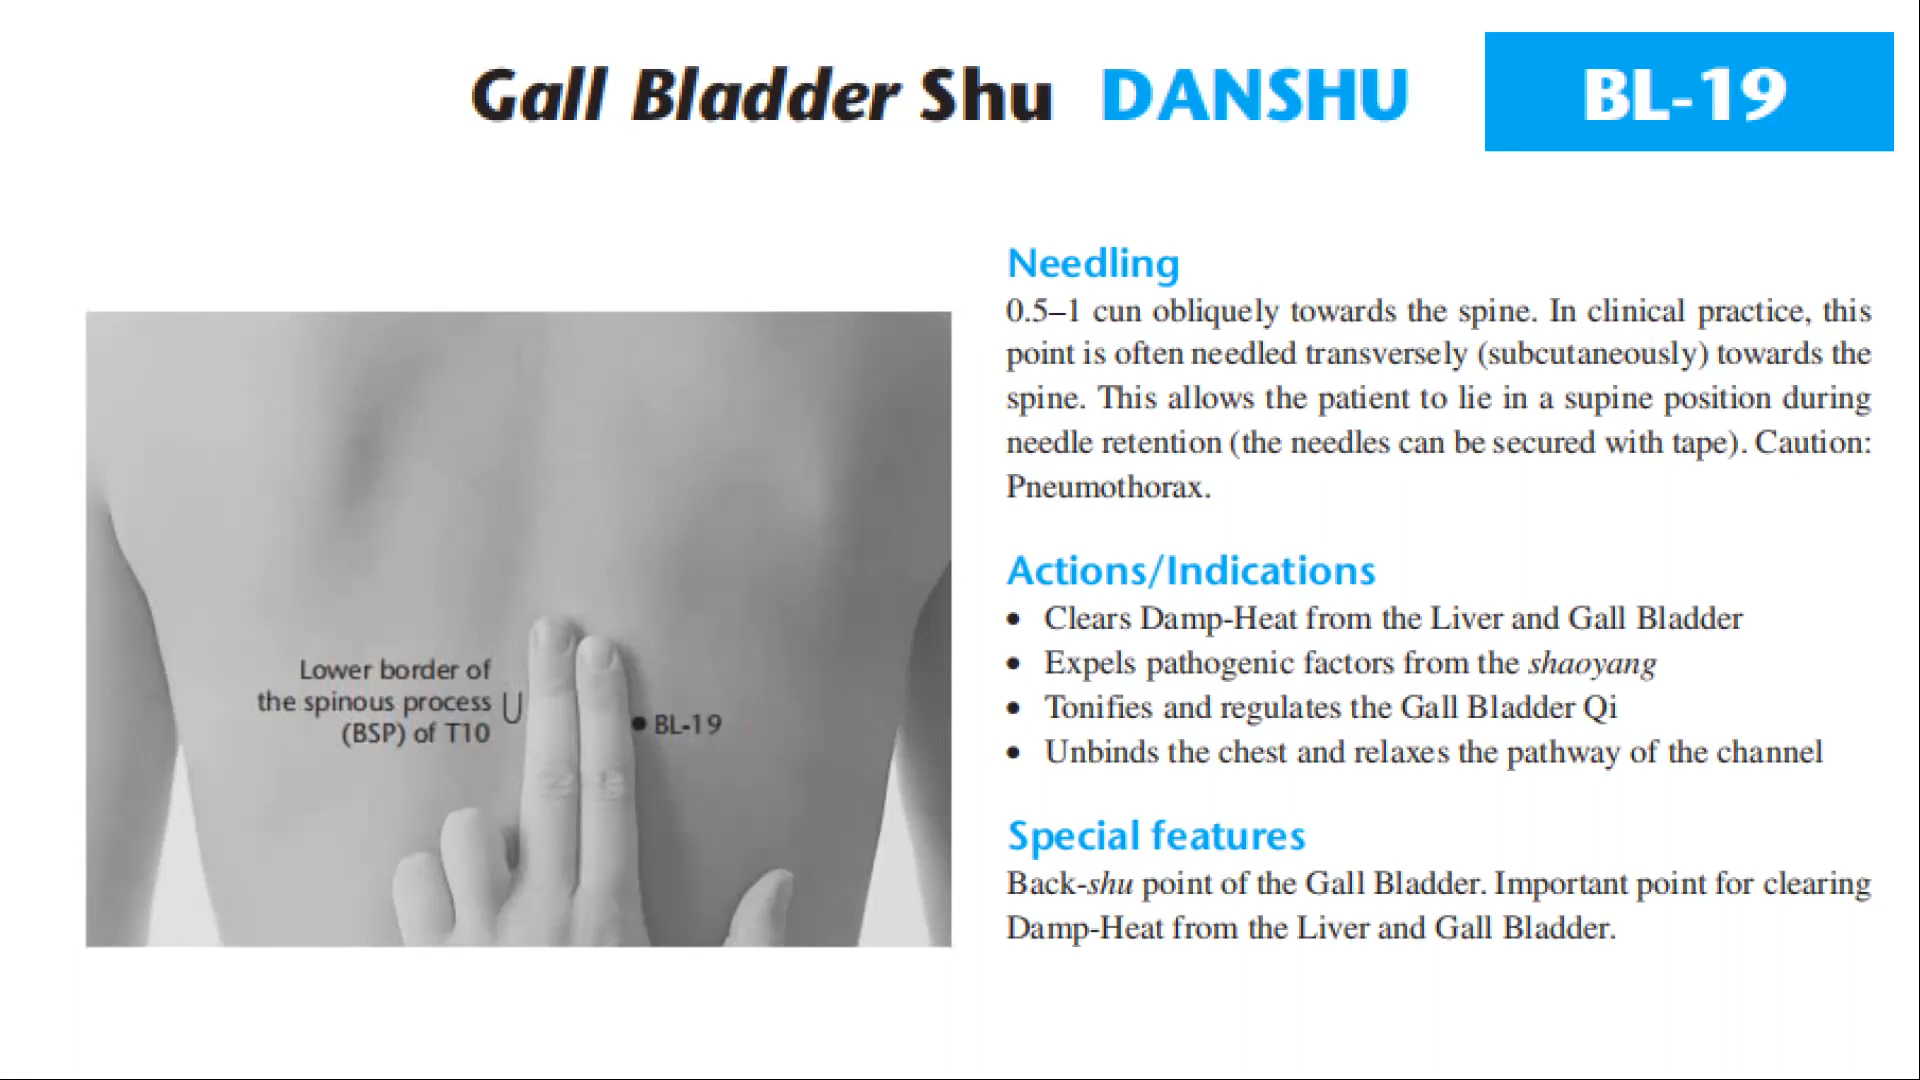 Gall Bladder Shu DANSHU BL-19
Lower border of
the spinous process
(BSP) of T10
BL-19
Needling
0.5–1 cun obliquely towards the spine. In clinical practice, this
point is often needled transversely (subcutaneously) towards the
spine. This allows the patient to lie in a supine position during
needle retention (the needles can be secured with tape). Caution:
Pneumothorax.
Actions/Indications
• Clears Damp-Heat from the Liver and Gall Bladder
• Expels pathogenic factors from the shaoyang
• Tonifies and regulates the Gall Bladder Qi
• Unbinds the chest and relaxes the pathway of the channel
Special features
Back-shu point of the Gall Bladder. Important point for clearing
Damp-Heat from the Liver and Gall Bladder.